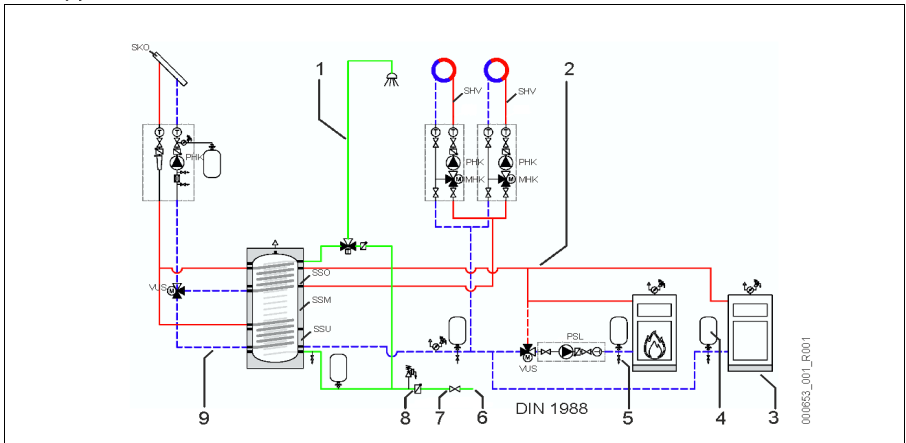 SKO
1
2
SHV
SHV
T
T
T
T
T
T
PHK
PHK
PHK
M
MHK
M
MHK
VUS
M
SSO
SSM
SSU
PSL
M
VUS
9
8
7
6
DIN 1988
5
4
3
000653_001_R001